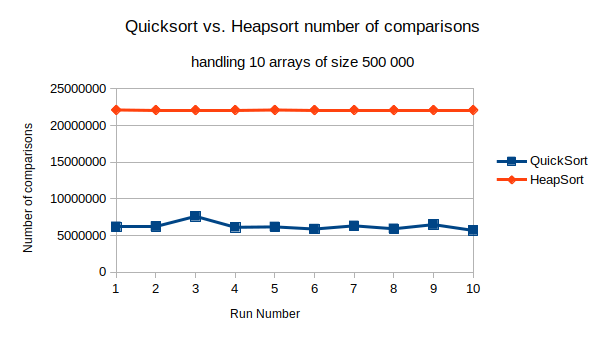 Quicksort vs. Heapsort number of comparisons
handling 10 arrays of size 500 000
25000000
20000000
15000000
10000000
5000000
0
Number of comparisons
1 2 3 4 5 6 7 8 9 10
Run Number
QuickSort
HeapSort